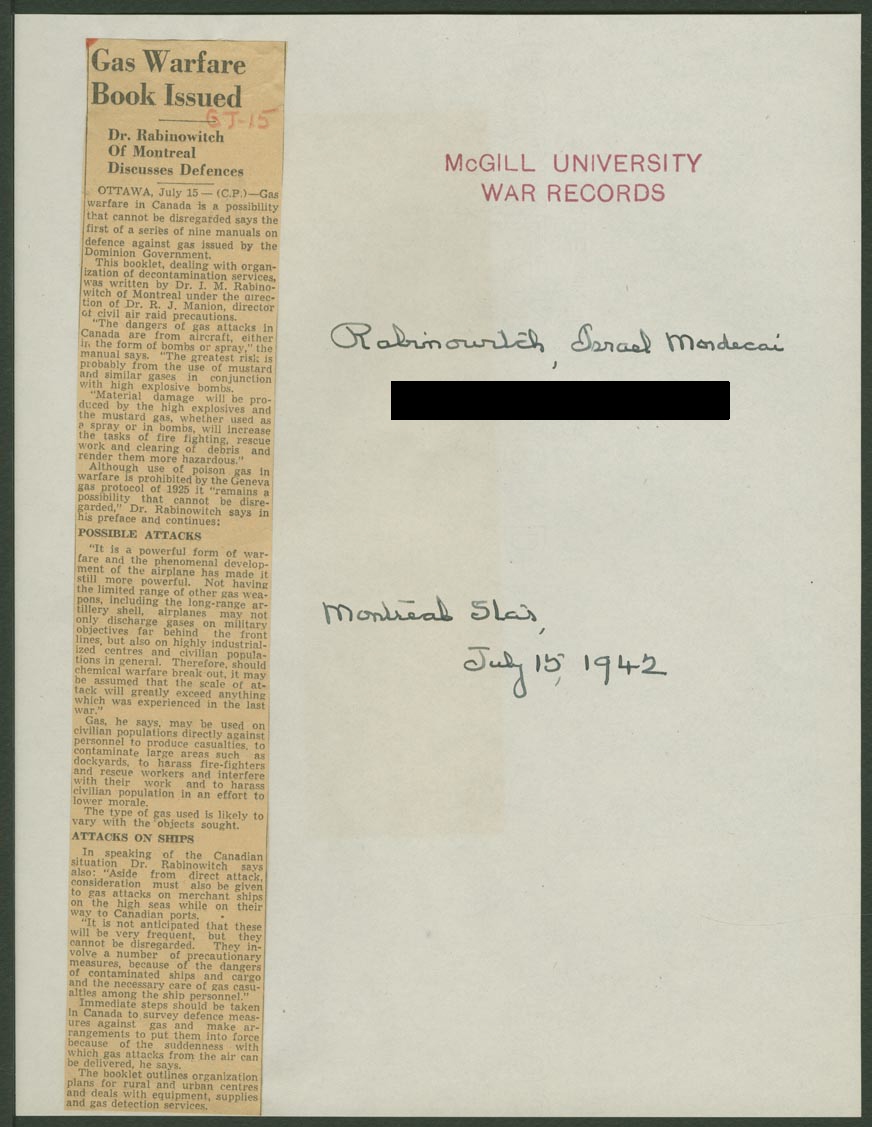 Gas Warfare
Book Issued
GJ-15
Dr. Rabinowitch
Of Montreal
Discusses Defences
OTTAWA, July 15 — (C.P.)—Gas
warfare in Canada is a possibility
that cannot be disregarded says the
first of a series of nine manuals on
defence against gas issued by the
Dominion Government.
This booklet, dealing with organ-
ization of decontamination services,
was written by Dr. I. M. Rabino-
witch of Montreal under the direc-
tion of Dr. R. J. Manion, director
of civil air raid precautions.
"The dangers of gas attacks in
Canada are from aircraft, either
in the form of bombs or spray," the
manual says. "The greatest risk is
probably from the use of mustard
and similar gases in conjunction
with high explosive bombs.
"Material damage will be pro-
duced by the high explosives and
the mustard gas, whether used as
a spray or in bombs, will increase
the tasks of fire fighting, rescue
work and clearing of debris and
render them more hazardous."
Although use of poison gas in
warfare is prohibited by the Geneva
gas protocol of 1925 it "remains a
possibility that cannot be disre-
garded," Dr. Rabinowitch says in
his preface and continues:
POSSIBLE ATTACKS
"It is a powerful form of war-
fare and the phenomenal develop-
ment of the airplane has made it
still more powerful. Not having
the limited range of other gas wea-
pons, including the long-range ar-
tillery shell, airplanes may not
only discharge gases on military
objectives far behind the front
lines, but also on highly industrial-
ized centres and civilian popula-
tions in general. Therefore, should
chemical warfare break out, it may
be assumed that the scale of at-
tack will greatly exceed anything
which was experienced in the last
war."
Gas, he says, may be used on
civilian populations directly against
personnel to produce casualties, to
contaminate large areas such as
dockyards, to harass fire-fighters
and rescue workers and interfere
with their work and to harass
civilian population in an effort to
lower morale.
The type of gas used is likely to
vary with the objects sought.
ATTACKS ON SHIPS
In speaking of the Canadian
situation Dr. Rabinowitch says
also: "Aside from direct attack,
consideration must also be given
to gas attacks on merchant ships
on the high seas while on their
way to Canadian ports.
"It is not anticipated that these
will be very frequent, but they
cannot be disregarded. They in-
volve a number of precautionary
measures, because of the dangers
of contaminated ships and cargo
and the necessary care of gas casu-
alties among the ship personnel."
Immediate steps should be taken
in Canada to survey defence meas-
ures against gas and make ar-
rangements to put them into force
because of the suddenness with
which gas attacks from the air can
be delivered, he says.
The booklet outlines organization
plans for rural and urban centres
and deals with equipment, supplies
and gas detection services.
McGILL UNIVERSITY
WAR RECORDS
Rabinowitch, Israel Mordecai
Montreal Star,
July 15, 1942